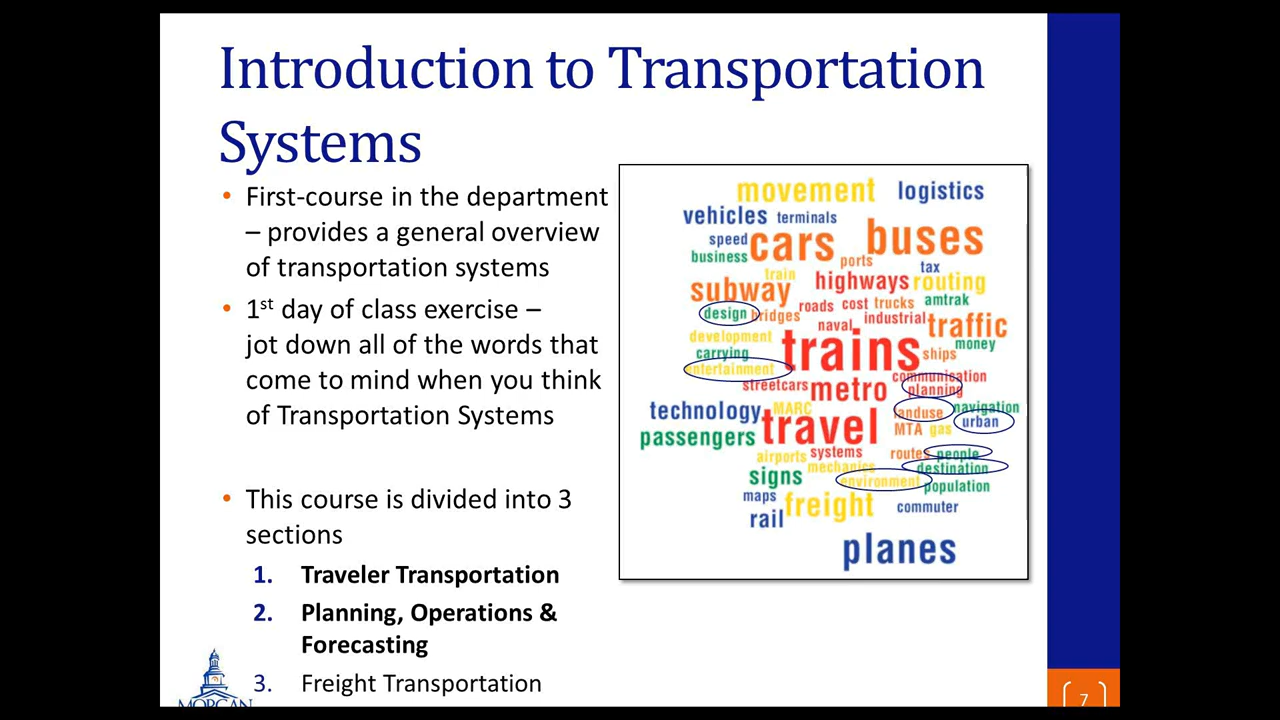 Introduction to Transportation
Systems
• First-course in the department
– provides a general overview
of transportation systems
• 1st day of class exercise –
jot down all of the words that
come to mind when you think
of Transportation Systems
• This course is divided into 3
sections
1. Traveler Transportation
2. Planning, Operations &
Forecasting
3. Freight Transportation
movement logistics
vehicles terminals
speed cars buses
business ports
train tax
subway highways routing
roads cost trucks amtrak
design bridges naval industrial traffic
development trains money
carrying ships
entertainment communication
streetcars metro planning
technology MARC landuse navigation
passengers travel MTA gas urban
airports systems routes people
signs mechanics destination
environment population
maps freight commuter
rail
planes
MORGAN
7